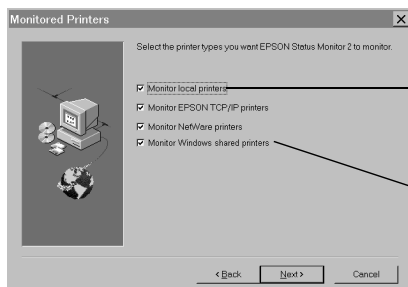 Monitored Printers
Select the printer types you want EPSON Status Monitor 2 to monitor.
Monitor local printers
Monitor EPSON TCP/IP printers
Monitor NetWare printers
Monitor Windows shared printers
< Back
Next >
Cancel